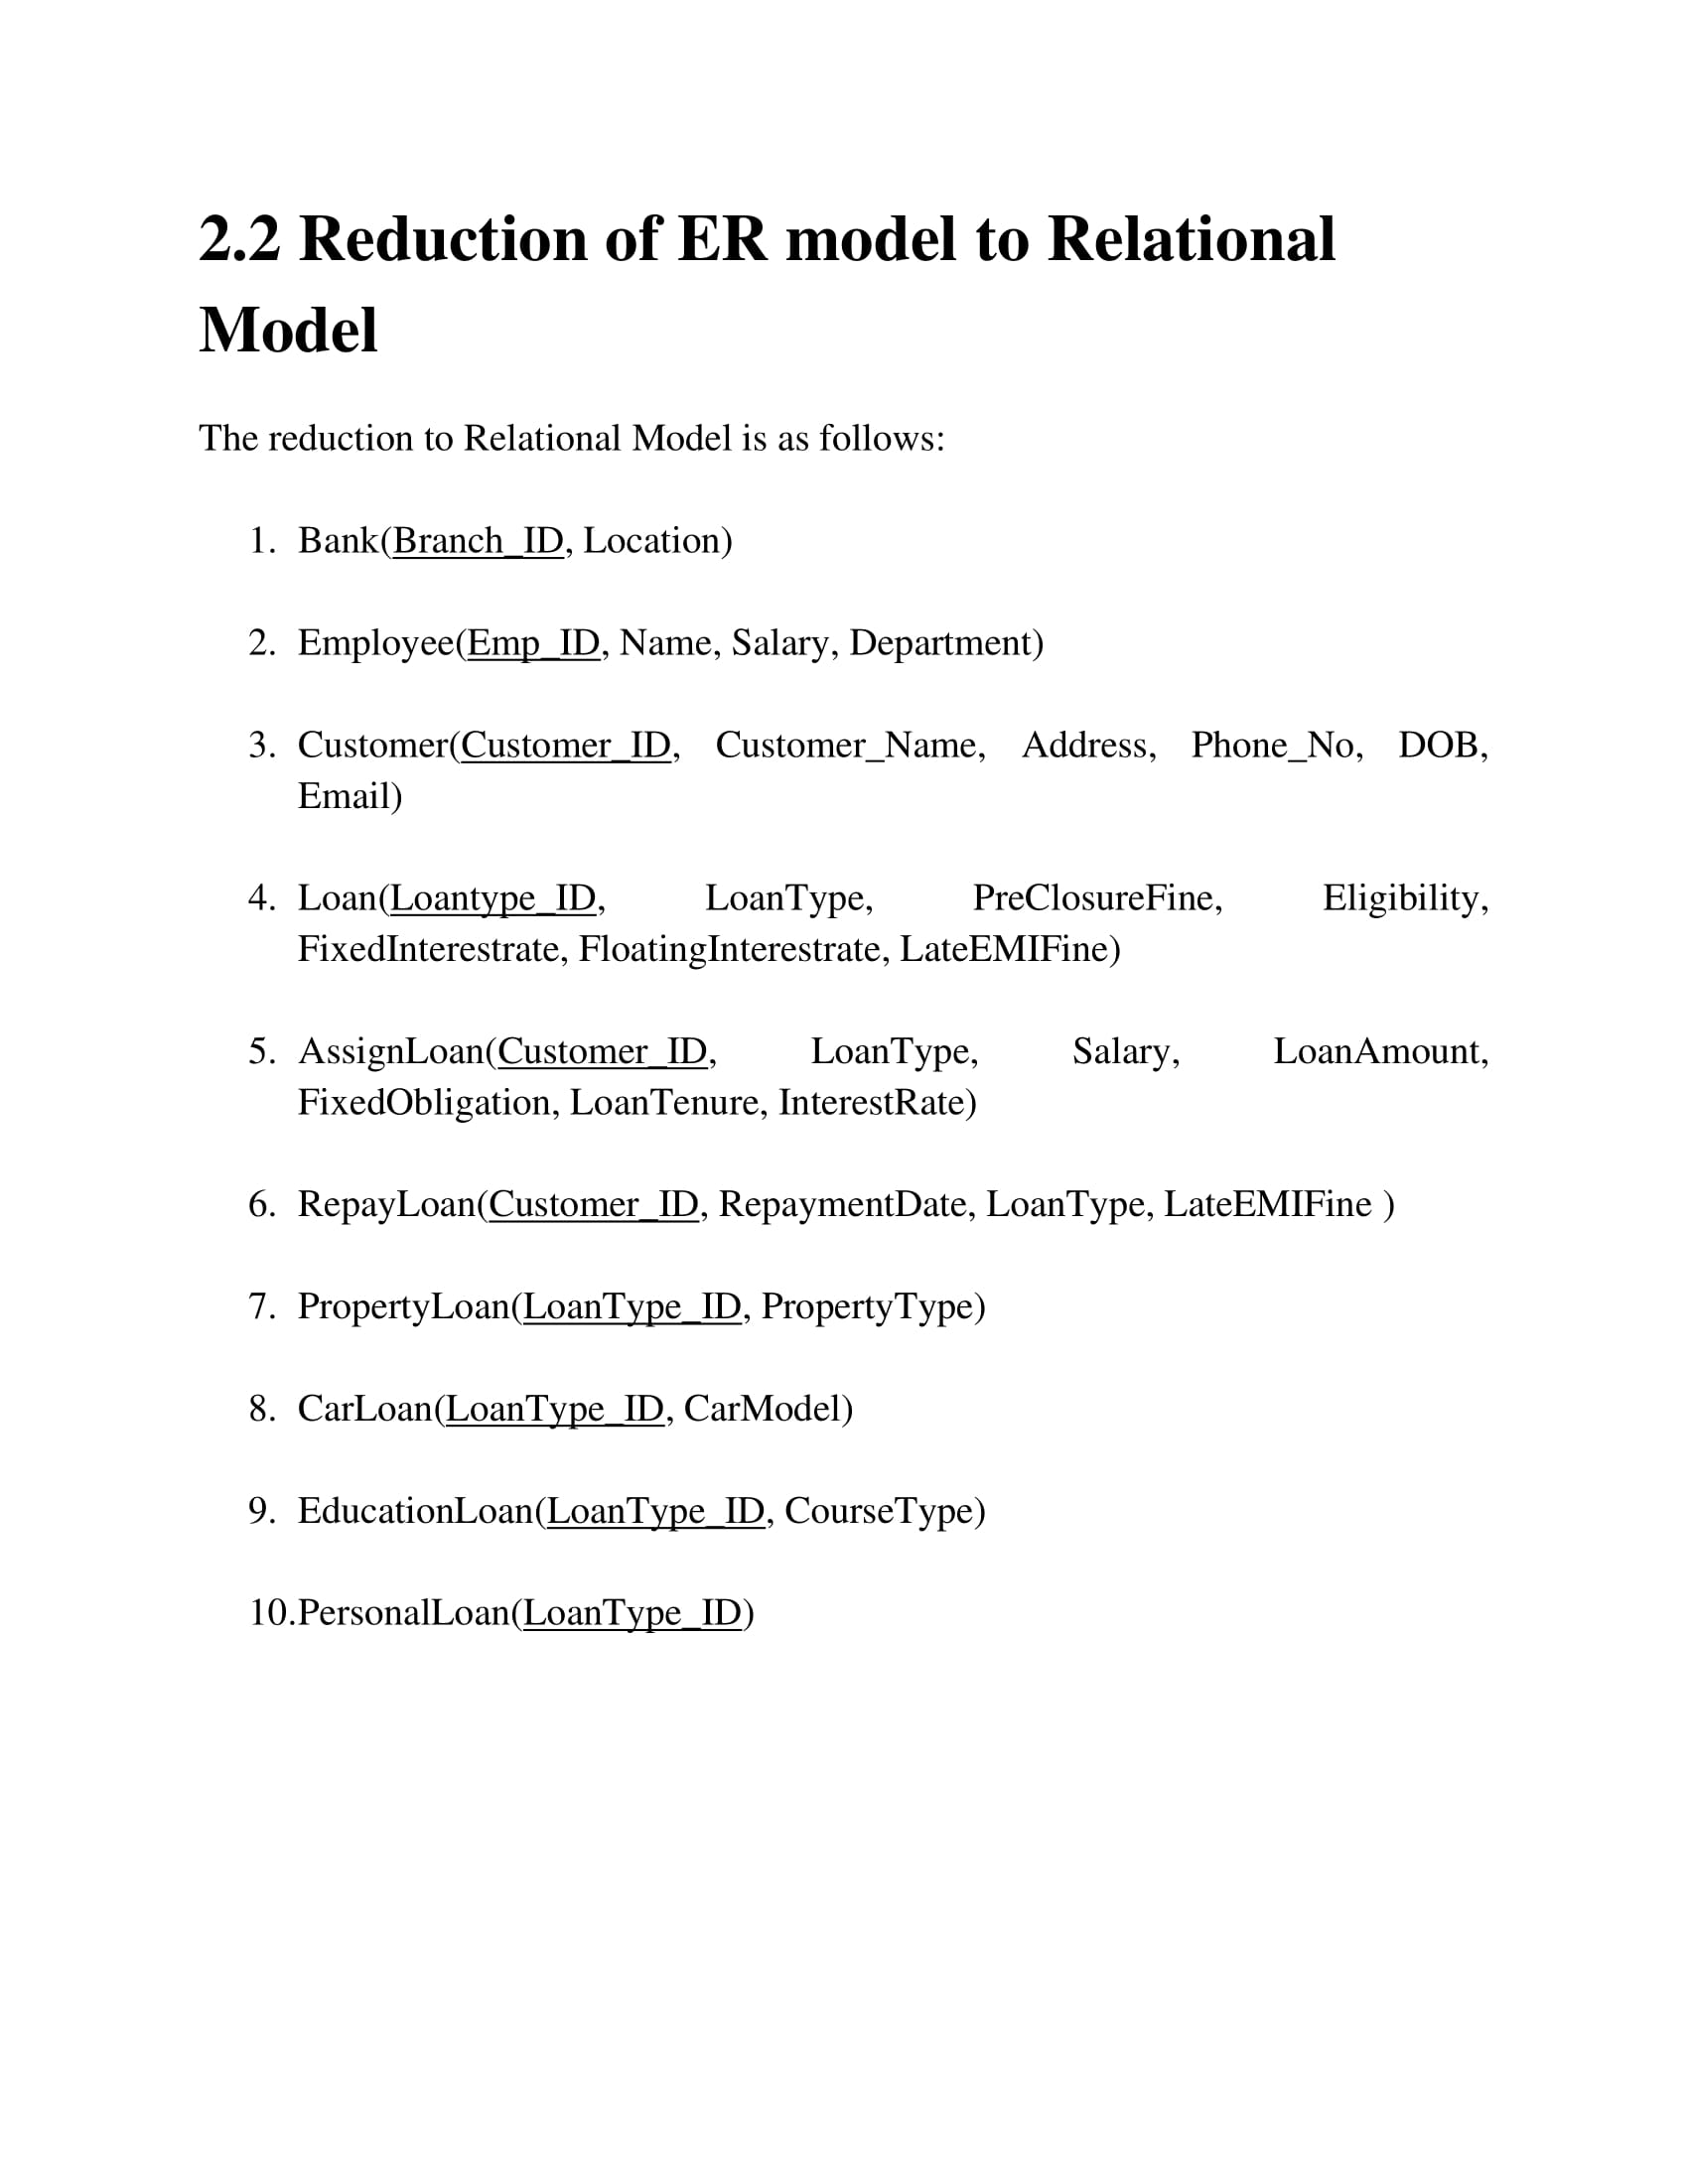 2.2 Reduction of ER model to Relational
Model
The reduction to Relational Model is as follows:
1. Bank(Branch_ID, Location)
2. Employee(Emp_ID, Name, Salary, Department)
3. Customer(Customer_ID, Customer_Name, Address, Phone_No, DOB,
Email)
4. Loan(Loantype_ID, LoanType, PreClosureFine, Eligibility,
FixedInterestrate, FloatingInterestrate, LateEMIFine)
5. AssignLoan(Customer_ID, LoanType, Salary, LoanAmount,
FixedObligation, LoanTenure, InterestRate)
6. RepayLoan(Customer_ID, RepaymentDate, LoanType, LateEMIFine )
7. PropertyLoan(LoanType_ID, PropertyType)
8. CarLoan(LoanType_ID, CarModel)
9. EducationLoan(LoanType_ID, CourseType)
10.PersonalLoan(LoanType_ID)